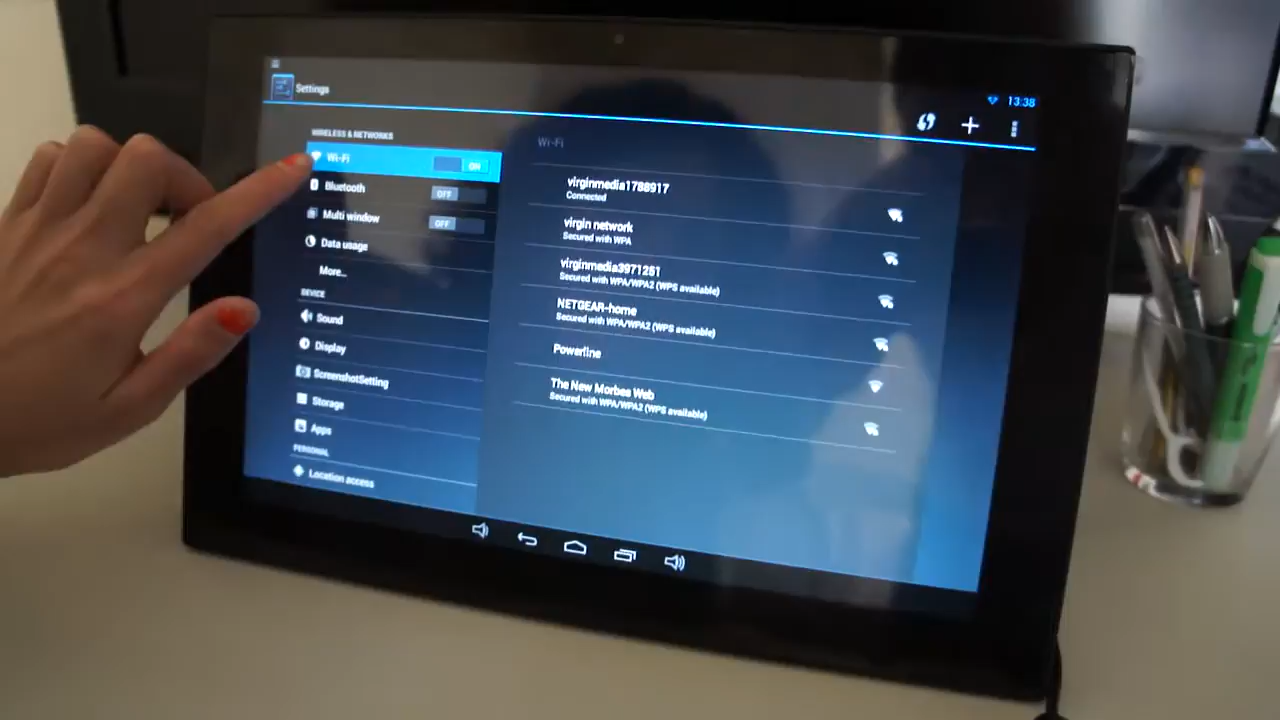 Settings
13:38
WIRELESS & NETWORKS
Wi-Fi
ON
Bluetooth
OFF
Multi window
OFF
Data usage
More...
DEVICE
Sound
Display
ScreenshotSetting
Storage
Apps
PERSONAL
Location access
Wi-Fi
virginmedia1788917
Connected
virgin network
Secured with WPA
virginmedia3971281
Secured with WPA/WPA2 (WPS available)
NETGEAR-home
Secured with WPA/WPA2 (WPS available)
Powerline
The New Morbee Web
Secured with WPA/WPA2 (WPS available)